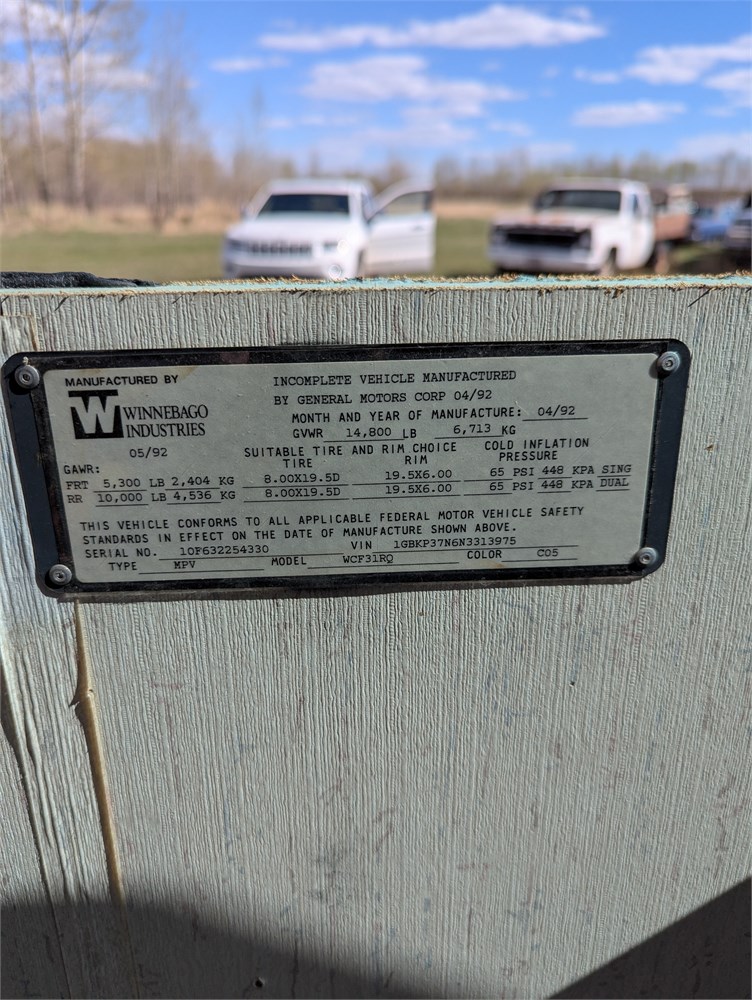 MANUFACTURED BY
W WINNEBAGO
INDUSTRIES
05/92
INCOMPLETE VEHICLE MANUFACTURED
BY GENERAL MOTORS CORP 04/92
MONTH AND YEAR OF MANUFACTURE: 04/92
GVWR 14,800 LB 6,713 KG
SUITABLE TIRE AND RIM CHOICE
TIRE RIM
COLD INFLATION
PRESSURE
GAWR:
FRT 5,300 LB 2,404 KG 8.00X19.5D 19.5X6.00 65 PSI 448 KPA SING
RR 10,000 LB 4,536 KG 8.00X19.5D 19.5X6.00 65 PSI 448 KPA DUAL
THIS VEHICLE CONFORMS TO ALL APPLICABLE FEDERAL MOTOR VEHICLE SAFETY
STANDARDS IN EFFECT ON THE DATE OF MANUFACTURE SHOWN ABOVE.
SERIAL NO. 10F632254330 VIN 1GBKP37N6N3313975
TYPE MPV MODEL WCF31RQ COLOR C05